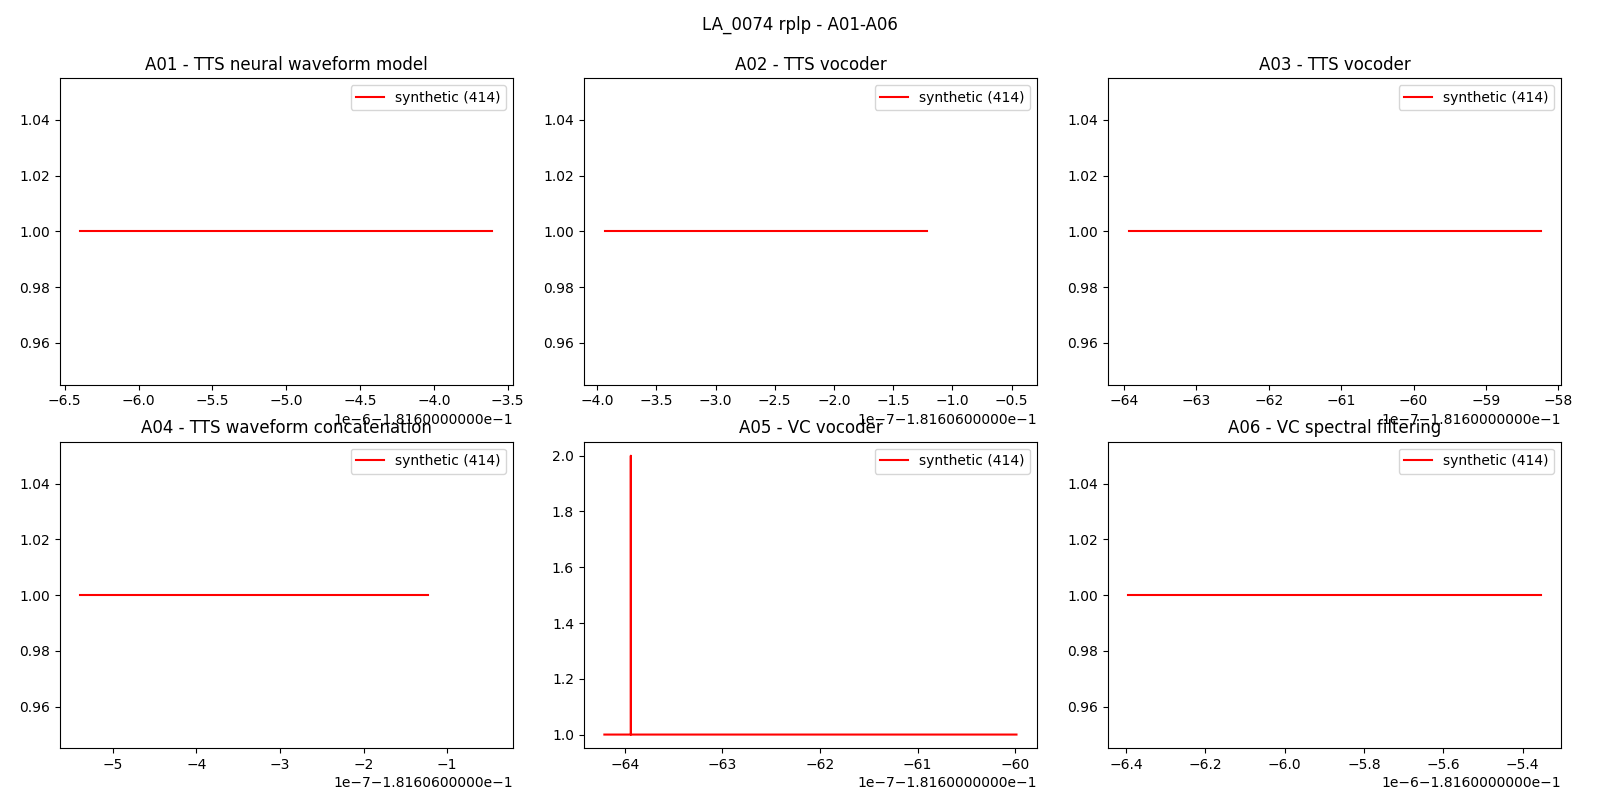 LA_0074 rplp - A01-A06
A01 - TTS neural waveform model
A02 - TTS vocoder
A03 - TTS vocoder
synthetic (414)
synthetic (414)
synthetic (414)
1.04
1.02
1.00
0.98
0.96
1.04
1.02
1.00
0.98
0.96
1.04
1.02
1.00
0.98
0.96
−6.5 −6.0 −5.5 −5.0 −4.5 −4.0 −3.5
−4.0 −3.5 −3.0 −2.5 −2.0 −1.5 −1.0 −0.5
−64 −63 −62 −61 −60 −59 −58
1e−6−1.8160000000e−1
1e−7−1.8160600000e−1
1e−7−1.8160000000e−1
A04 - TTS waveform concatenation
A05 - VC vocoder
A06 - VC spectral filtering
synthetic (414)
synthetic (414)
synthetic (414)
1.04
1.02
1.00
0.98
0.96
2.0
1.8
1.6
1.4
1.2
1.0
1.04
1.02
1.00
0.98
0.96
−5 −4 −3 −2 −1
−64 −63 −62 −61 −60
−6.4 −6.2 −6.0 −5.8 −5.6 −5.4
1e−7−1.8160600000e−1
1e−7−1.8160000000e−1
1e−6−1.8160000000e−1